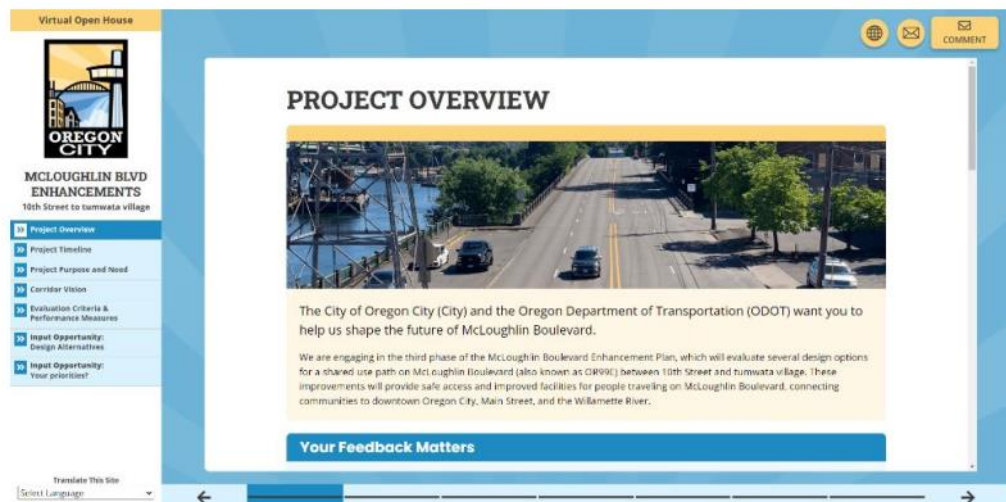 Virtual Open House
OREGON
CITY
MCLOUGHLIN BLVD
ENHANCEMENTS
10th Street to tumwata village
Project Overview
Project Timeline
Project Purpose and Need
Corridor Vision
Evaluation Criteria &
Performance Measures
Input Opportunity:
Design Alternatives
Input Opportunity:
Your priorities?
Translate This Site
Select Language
COMMENT
PROJECT OVERVIEW
The City of Oregon City (City) and the Oregon Department of Transportation (ODOT) want you to
help us shape the future of McLoughlin Boulevard.
We are engaging in the third phase of the McLoughlin Boulevard Enhancement Plan, which will evaluate several design options
for a shared use path on McLoughlin Boulevard (also known as OR99E) between 10th Street and tumwata village. These
improvements will provide safe access and improved facilities for people traveling on McLoughlin Boulevard, connecting
communities to downtown Oregon City, Main Street, and the Willamette River.
Your Feedback Matters